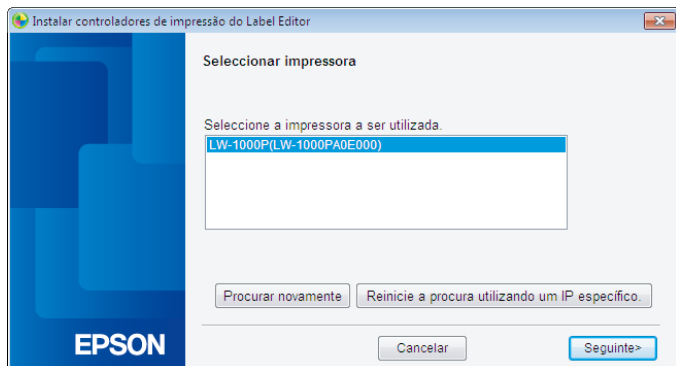 Instalar controladores de impressão do Label Editor
Seleccionar impressora
Seleccione a impressora a ser utilizada.
LW-1000P(LW-1000PA0E000)
Procurar novamente
Reinicie a procura utilizando um IP específico.
EPSON
Cancelar
Seguinte>